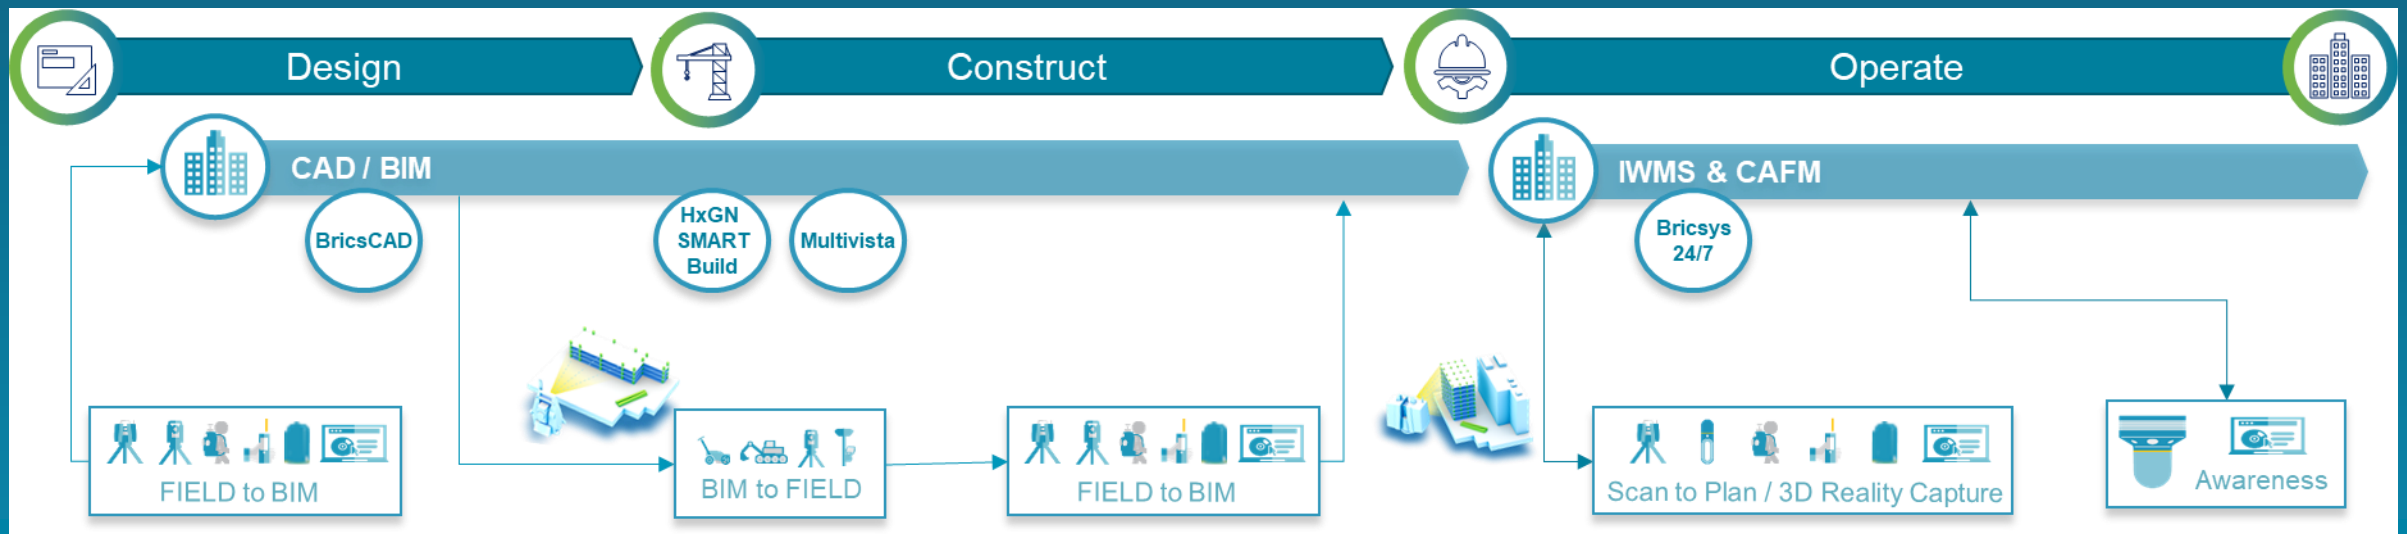 Design
Construct
Operate
CAD / BIM
IWMS & CAFM
BricsCAD
HxGN
SMART
Build
Multivista
Bricsys
24/7
FIELD to BIM
BIM to FIELD
FIELD to BIM
Scan to Plan / 3D Reality Capture
Awareness